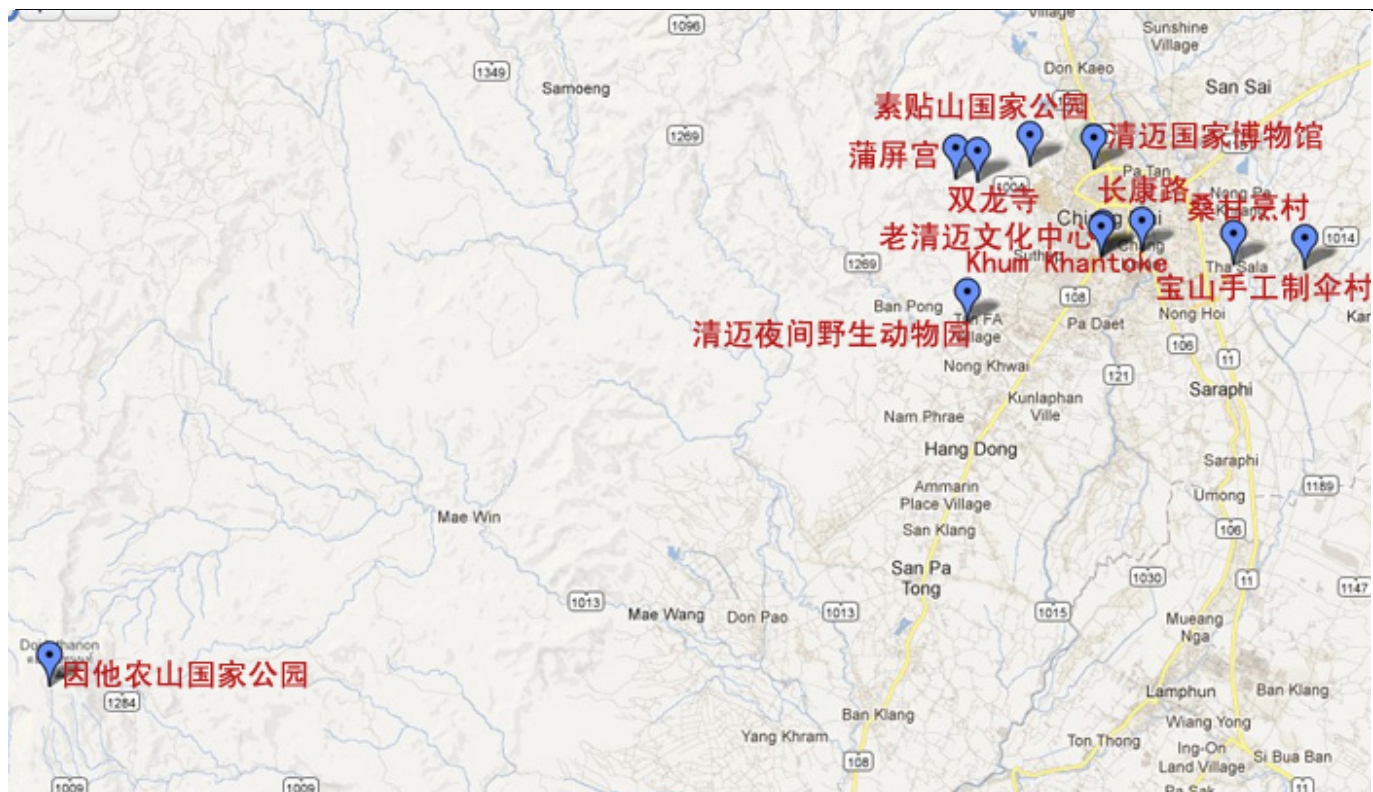 Village
1096
Sunshine
Village
Don Kaeo
1349
Samoeng
San Sai
素贴山国家公园
清迈国家博物馆
1269
蒲屏宫
Pa Tan
1004
双龙寺
长康路
桑甘烹村
老清迈文化中心
Khum Khantoke
1014
1269
Tha Sala
宝山手工制伞村
108
Ban Pong
Nong Hoi
Pa Daet
Village
清迈夜间野生动物园
106
11
Nong Khwai
121
Saraphi
Kunlaphan
Ville
Nam Phrae
Hang Dong
Saraphi
Ammarin
Place Village
1189
Umong
Mae Win
San Klang
106
San Pa
Tong
1030
11
1147
1013
Mae Wang
Don Pao
1013
1015
Mueang
Nga
因他农山国家公园
1284
Lamphun
Ban Klang
Ban Klang
Wiang Yong
Yang Khram
Ton Thong
Ing-On
Land Village
Si Bua Ban
108
1009
1009
11
Pa Sak